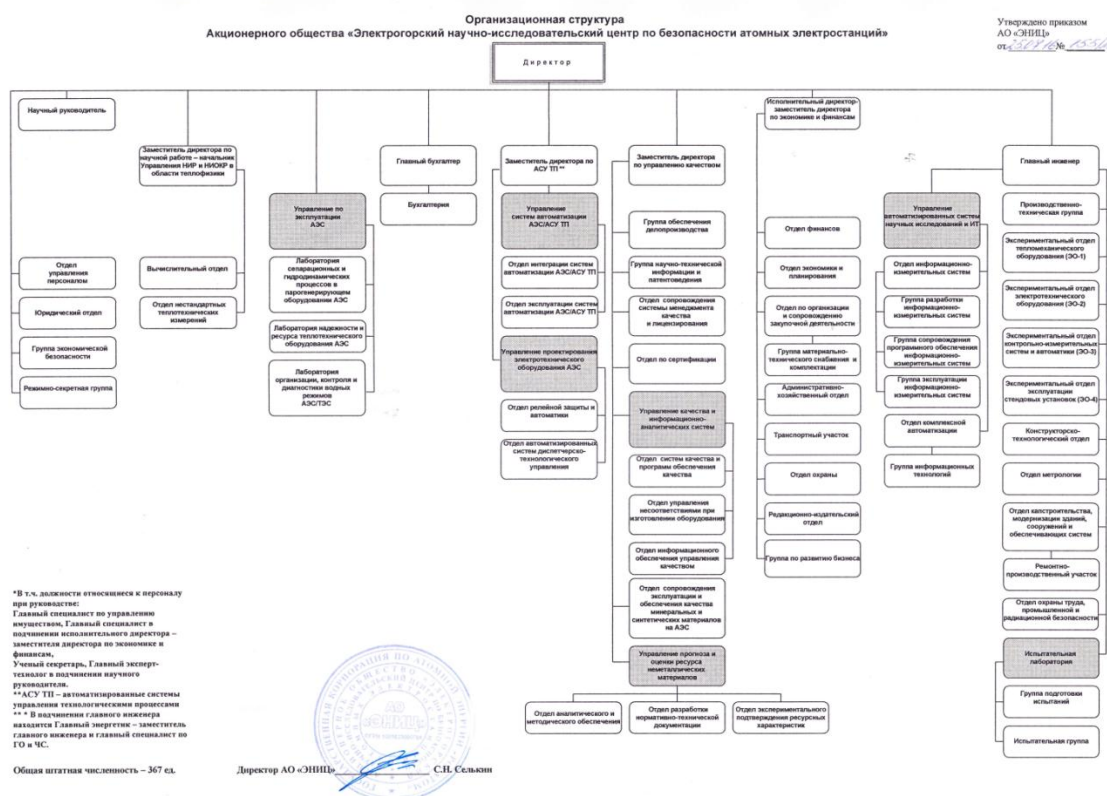 Организационная структура
Акционерного общества «Электрогорский научно-исследовательский центр по безопасности атомных электростанций»
Утверждено приказом
АО «ЭНИЦ»
от 25.07.16 №
Директор
Научный руководитель
Исполнительный директор-
заместитель директора
по экономике и финансам
Заместитель директора по
научной работе – начальник
Управления НИР и НИОКР в
области теплофизики
Главный бухгалтер
Заместитель директора по
АСУ ТП **
Заместитель директора
по управлению качеством
Главный инженер
Управление по
эксплуатации
АЭС
Бухгалтерия
Управление
систем автоматизации
АЭС/АСУ ТП
Группа обеспечения
делопроизводства
Отдел финансов
Управление
автоматизированных систем
научных исследований и ИТ
Производственно-
техническая группа
Экспериментальный отдел
тепломеханического
оборудования (ЭО-1)
Отдел
управления
персоналом
Вычислительный отдел
Лаборатория
сепарационных и
гидродинамических
процессов в
парогенерирующем
оборудовании АЭС
Отдел интеграции систем
автоматизации АЭС/АСУ ТП
Группа научно-технической
информации и
патентоведения
Отдел экономики и
планирования
Отдел информационно-
измерительных систем
Экспериментальный отдел
электротехнического
оборудования (ЭО-2)
Юридический отдел
Отдел нестандартных
теплотехнических
измерений
Отдел эксплуатации систем
автоматизации АЭС/АСУ ТП
Отдел сопровождения
системы менеджмента
качества
и лицензирования
Отдел по организации
и сопровождению
закупочной деятельности
Группа разработки
информационно-
измерительных систем
Группа экономической
безопасности
Лаборатория надежности и
ресурса теплотехнического
оборудования АЭС
Управление проектирования
электротехнического
оборудования АЭС
Отдел по сертификации
Группа материально-
технического снабжения и
комплектации
Группа сопровождения
программного обеспечения
информационно-
измерительных систем
Экспериментальный отдел
контрольно-измерительных
систем и автоматики (ЭО-3)
Режимно-секретная группа
Лаборатория
организации, контроля и
диагностики водных
режимов
АЭС/ТЭС
Отдел релейной защиты и
автоматики
Управление качества и
информационно-
аналитических систем
Административно-
хозяйственный отдел
Группа эксплуатации
информационно-
измерительных систем
Экспериментальный отдел
эксплуатации
стендовых установок (ЭО-4)
Отдел автоматизированных
систем диспетчерско-
технологического
управления
Транспортный участок
Отдел комплексной
автоматизации
Конструкторско-
технологический отдел
Отдел систем качества и
программ обеспечения
качества
Отдел охраны
Группа информационных
технологий
Отдел метрологии
Отдел управления
несоответствиями при
изготовлении оборудования
Редакционно-издательский
отдел
Отдел капстроительства,
модернизации зданий,
сооружений и
обеспечивающих систем
Отдел информационного
обеспечения управления
качеством
Группа по развитию бизнеса
Ремонтно-
производственный участок
Отдел сопровождения
эксплуатации и
обеспечения качества
минеральных и
синтетических материалов
на АЭС
Отдел охраны труда,
промышленной и
радиационной безопасности
Управление прогноза и
оценки ресурса
неметаллических
материалов
Испытательная
лаборатория
Отдел аналитического и
методического обеспечения
Отдел разработки
нормативно-технической
документации
Отдел экспериментального
подтверждения ресурсных
характеристик
Группа подготовки
испытаний
Испытательная группа
*В т.ч. должности относящиеся к персоналу
при руководстве:
Главный специалист по управлению
имуществом, Главный специалист в
подчинении исполнительного директора –
заместителя директора по экономике и
финансам,
Ученый секретарь, Главный эксперт-
технолог в подчинении научного
руководителя.
**АСУ ТП – автоматизированные системы
управления технологическими процессами
** * В подчинении главного инженера
находится Главный энергетик – заместитель
главного инженера и главный специалист по
ГО и ЧС.
Общая штатная численность – 367 ед.
Директор АО «ЭНИЦ» С.Н. Селькин
АО
«ЭНИЦ»